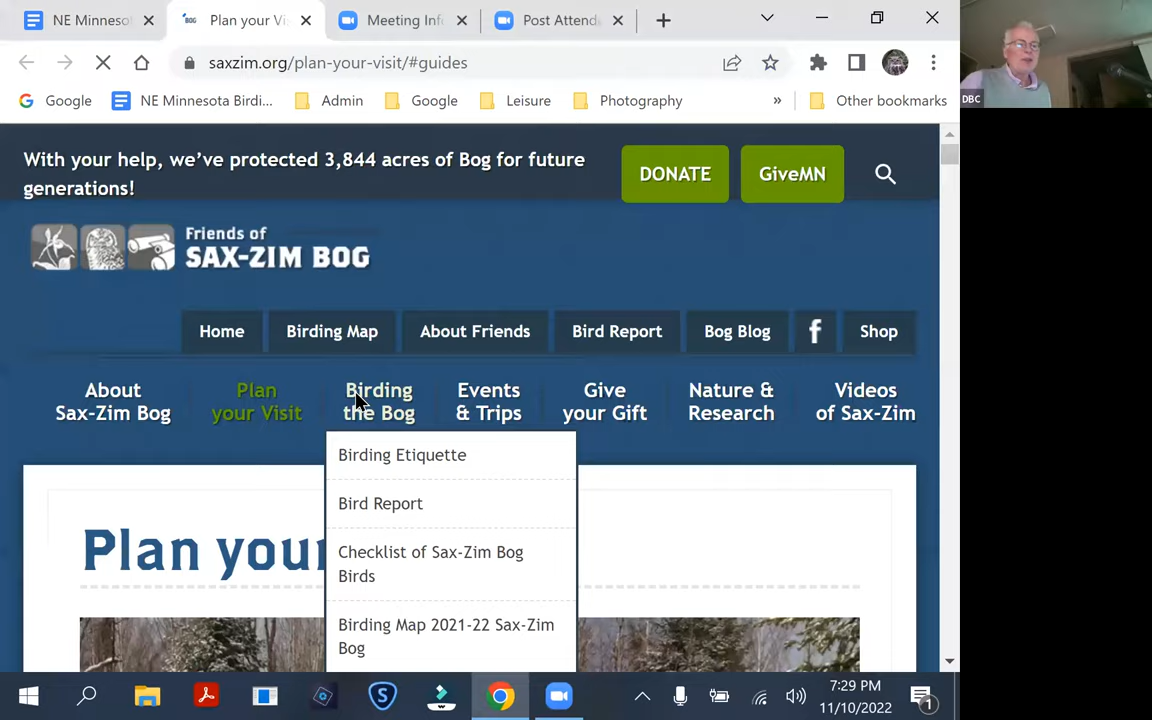 NE Minneso
Plan your Vi
Meeting Info
Post Attend
saxzim.org/plan-your-visit/#guides
Google
NE Minnesota Birdi...
Admin
Google
Leisure
Photography
»
Other bookmarks
With your help, we've protected 3,844 acres of Bog for future
generations!
DONATE
GiveMN
Friends of
SAX-ZIM BOG
Home
Birding Map
About Friends
Bird Report
Bog Blog
f
Shop
About
Sax-Zim Bog
Plan
your Visit
Birding
the Bog
Events
& Trips
Give
your Gift
Nature &
Research
Videos
of Sax-Zim
Birding Etiquette
Bird Report
Checklist of Sax-Zim Bog
Birds
Birding Map 2021-22 Sax-Zim
Bog
Plan your
7:29 PM
11/10/2022
1
DBC